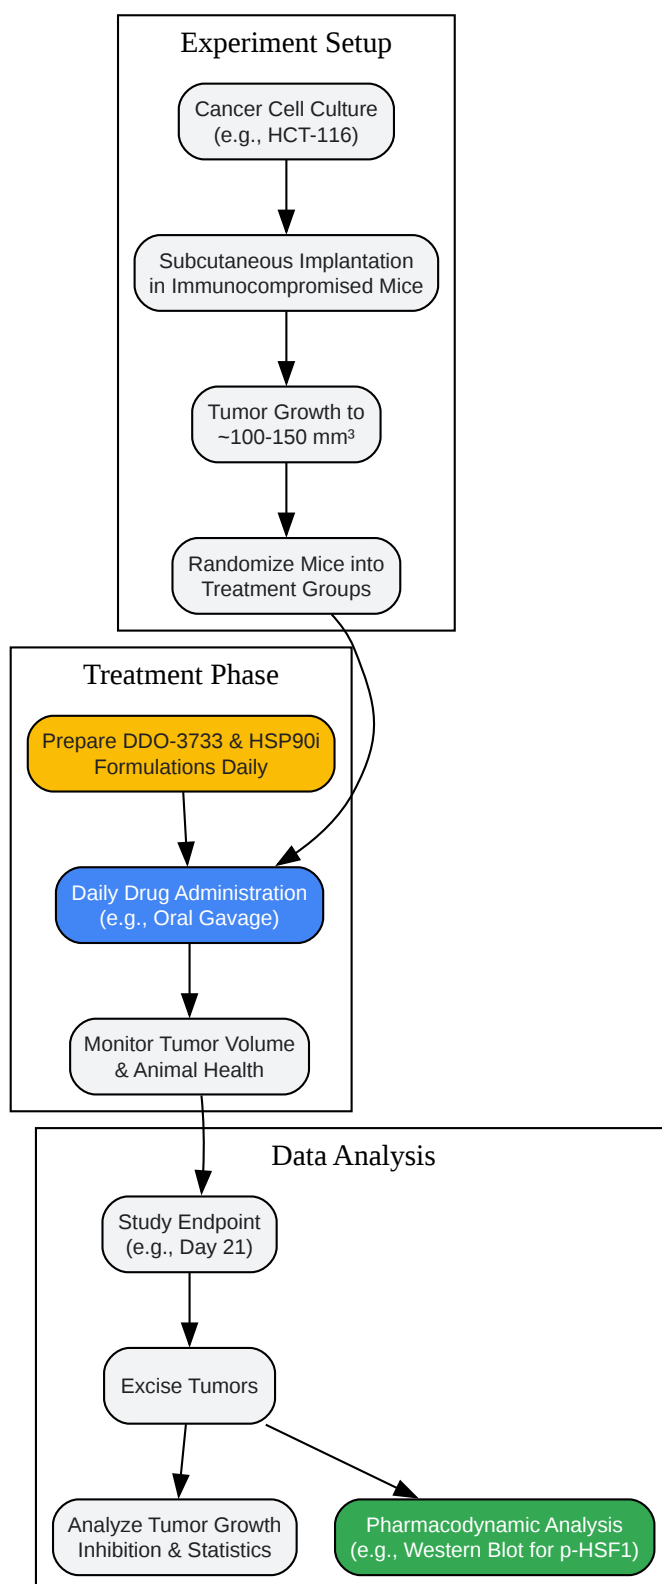 Experiment Setup
Cancer Cell Culture
(e.g., HCT-116)
Subcutaneous Implantation
in Immunocompromised Mice
Tumor Growth to
~100-150 mm³
Randomize Mice into
Treatment Groups
Treatment Phase
Prepare DDO-3733 & HSP90i
Formulations Daily
Daily Drug Administration
(e.g., Oral Gavage)
Monitor Tumor Volume
& Animal Health
Data Analysis
Study Endpoint
(e.g., Day 21)
Excise Tumors
Analyze Tumor Growth
Inhibition & Statistics
Pharmacodynamic Analysis
(e.g., Western Blot for p-HSF1)